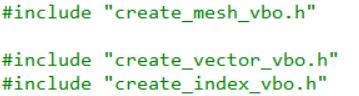 #include "create_mesh_vbo.h"
#include "create_vector_vbo.h"
#include "create_index_vbo.h"